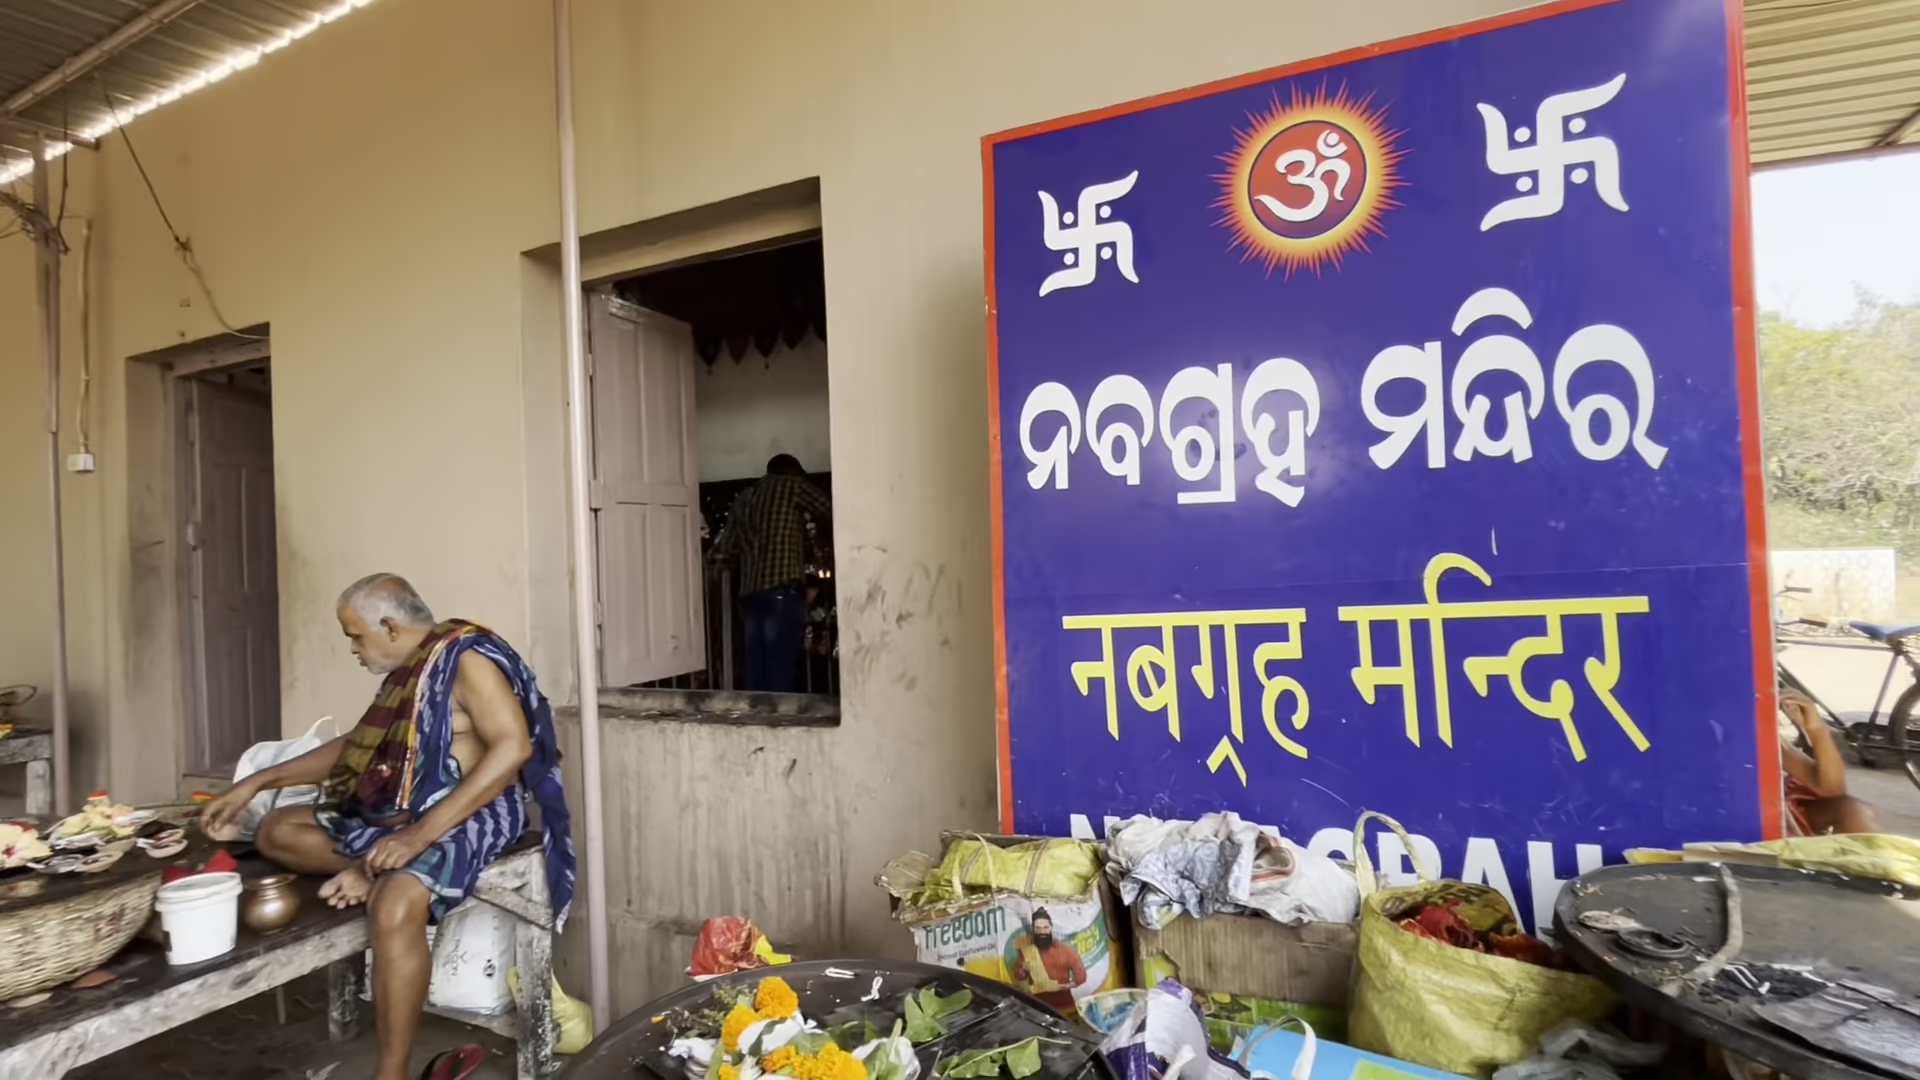 ॐ
ନବଗ୍ରହ ମନ୍ଦିର
नबग्रह मन्दिर
freedom